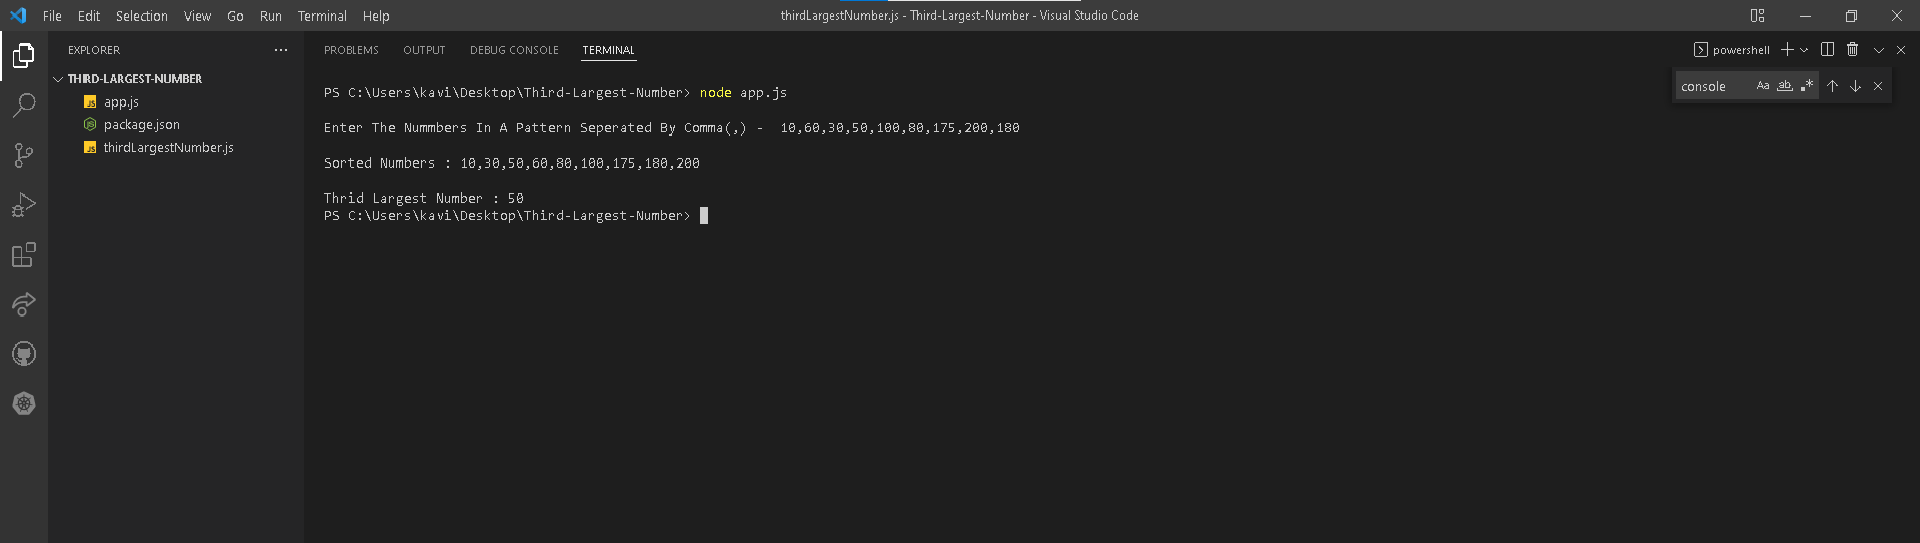 File Edit Selection View Go Run Terminal Help
thirdLargestNumber.js - Third-Largest-Number - Visual Studio Code
EXPLORER
THIRD-LARGEST-NUMBER
JS app.js
package.json
JS thirdLargestNumber.js
PROBLEMS OUTPUT DEBUG CONSOLE TERMINAL
powershell
console Aa ab .*
PS C:\Users\kavi\Desktop\Third-Largest-Number> node app.js
Enter The Nummbers In A Pattern Seperated By Comma(,) - 10,60,30,50,100,80,175,200,180
Sorted Numbers : 10,30,50,60,80,100,175,180,200
Thrid Largest Number : 50
PS C:\Users\kavi\Desktop\Third-Largest-Number>